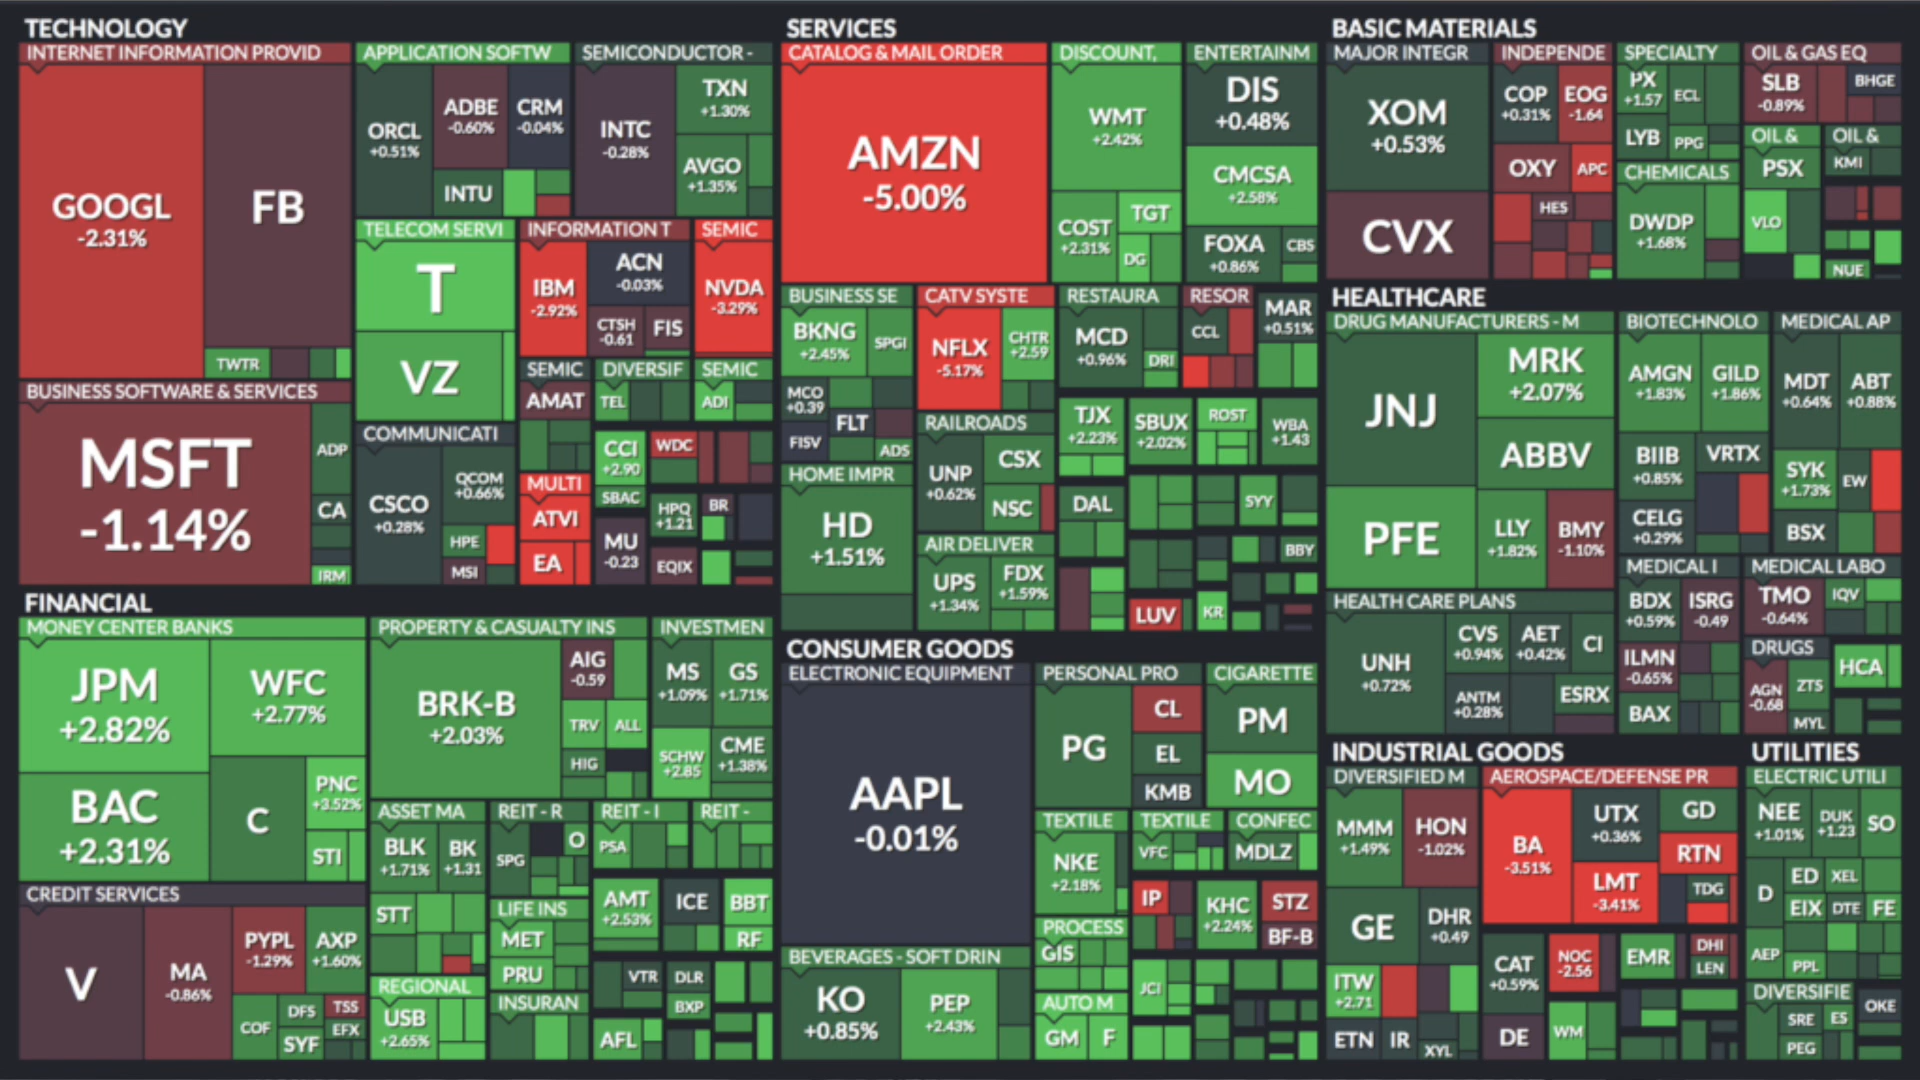 TECHNOLOGY
INTERNET INFORMATION PROVID
GOOGL
-2.31%
FB
TWTR
APPLICATION SOFTW
ORCL
+0.51%
ADBE
-0.60%
CRM
-0.04%
INTU
SEMICONDUCTOR -
INTC
-0.28%
TXN
+1.30%
AVGO
+1.35%
BUSINESS SOFTWARE & SERVICES
MSFT
-1.14%
ADP
CA
IRM
TELECOM SERVI
T
VZ
INFORMATION T
IBM
-2.92%
ACN
-0.03%
CTSH
-0.61
FIS
SEMIC
NVDA
-3.29%
COMMUNICATI
CSCO
+0.28%
QCOM
+0.66%
HPE
MSI
SEMIC
AMAT
DIVERSIF
TEL
SEMIC
ADI
MULTI
ATVI
EA
CCI
+2.90
SBAC
MU
-0.23
WDC
HPQ
+1.21
BR
EQIX
FINANCIAL
MONEY CENTER BANKS
JPM
+2.82%
WFC
+2.77%
BAC
+2.31%
C
PNC
+3.52%
STI
CREDIT SERVICES
V
MA
-0.86%
PYPL
-1.29%
AXP
+1.60%
COF
DFS
TSS
SYF
EFX
PROPERTY & CASUALTY INS
BRK-B
+2.03%
AIG
-0.59
TRV
ALL
HIG
INVESTMEN
MS
+1.09%
GS
+1.71%
SCHW
+2.85
CME
+1.38%
ASSET MA
BLK
+1.71%
BK
+1.31
STT
REIT - R
SPG
O
REIT - I
PSA
REIT -
LIFE INS
MET
PRU
AMT
+2.53%
ICE
BBT
RF
REGIONAL
USB
+2.65%
INSURAN
VTR
DLR
BXP
AFL
SERVICES
CATALOG & MAIL ORDER
AMZN
-5.00%
DISCOUNT,
WMT
+2.42%
COST
+2.31%
TGT
DG
ENTERTAINM
DIS
+0.48%
CMCSA
+2.58%
FOXA
+0.86%
CBS
BUSINESS SE
BKNG
+2.45%
SPGI
MCO
+0.39
FLT
FISV
ADS
CATV SYSTE
NFLX
-5.17%
CHTR
+2.59
RESTAURA
MCD
+0.96%
DRI
RESOR
CCL
MAR
+0.51%
RAILROADS
UNP
+0.62%
CSX
NSC
TJX
+2.23%
SBUX
+2.02%
ROST
WBA
+1.43
HOME IMPR
HD
+1.51%
AIR DELIVER
UPS
+1.34%
FDX
+1.59%
DAL
SYY
BBY
LUV
KR
CONSUMER GOODS
ELECTRONIC EQUIPMENT
AAPL
-0.01%
PERSONAL PRO
PG
CL
EL
KMB
CIGARETTE
PM
MO
TEXTILE
NKE
+2.18%
TEXTILE
VFC
CONFEC
MDLZ
IP
KHC
+2.24%
STZ
BF-B
PROCESS
GIS
BEVERAGES - SOFT DRIN
KO
+0.85%
PEP
+2.43%
AUTO M
GM
F
JCI
BASIC MATERIALS
MAJOR INTEGR
XOM
+0.53%
CVX
INDEPENDE
COP
+0.31%
EOG
-1.64
OXY
APC
HES
SPECIALTY
PX
+1.57
ECL
LYB
PPG
CHEMICALS
DWDP
+1.68%
OIL & GAS EQ
SLB
-0.89%
BHGE
OIL &
PSX
VLO
OIL &
KMI
NUE
HEALTHCARE
DRUG MANUFACTURERS - M
JNJ
MRK
+2.07%
ABBV
PFE
LLY
+1.82%
BMY
-1.10%
BIOTECHNOLO
AMGN
+1.83%
GILD
+1.86%
BIIB
+0.85%
VRTX
CELG
+0.29%
MEDICAL AP
MDT
+0.64%
ABT
+0.88%
SYK
+1.73%
EW
BSX
HEALTH CARE PLANS
UNH
+0.72%
CVS
+0.94%
AET
+0.42%
CI
ANTM
+0.28%
ESRX
MEDICAL I
BDX
+0.59%
ISRG
-0.49
ILMN
-0.65%
BAX
MEDICAL LABO
TMO
-0.64%
IQV
DRUGS
AGN
-0.68
ZTS
MYL
HCA
INDUSTRIAL GOODS
DIVERSIFIED M
MMM
+1.49%
HON
-1.02%
GE
DHR
+0.49
ITW
+2.71
ETN
IR
XYL
AEROSPACE/DEFENSE PR
BA
-3.51%
UTX
+0.36%
GD
RTN
LMT
-3.41%
TDG
CAT
+0.59%
NOC
-2.56
EMR
DHI
LEN
DE
WM
UTILITIES
ELECTRIC UTILI
NEE
+1.01%
DUK
+1.23
SO
D
ED
XEL
EIX
DTE
FE
AEP
PPL
DIVERSIFIE
SRE
ES
PEG
OKE